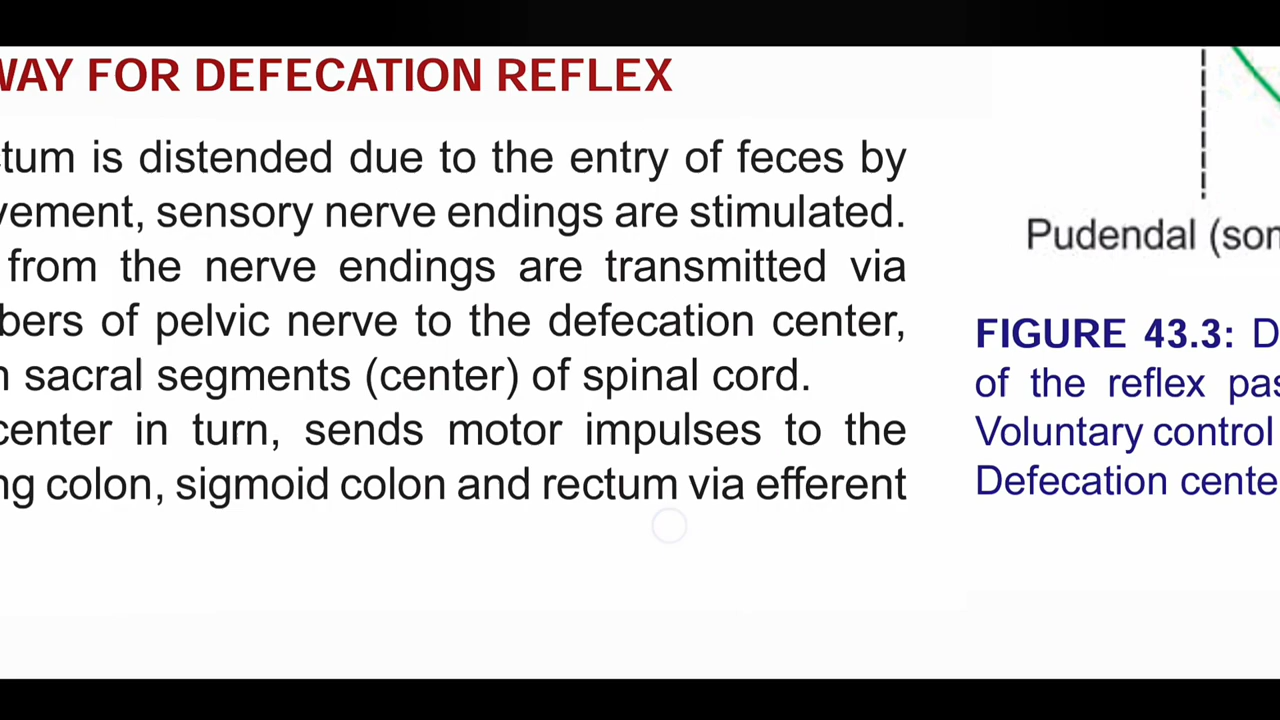 WAY FOR DEFECATION REFLEX
tum is distended due to the entry of feces by
vement, sensory nerve endings are stimulated.
from the nerve endings are transmitted via
bers of pelvic nerve to the defecation center,
n sacral segments (center) of spinal cord.
center in turn, sends motor impulses to the
ng colon, sigmoid colon and rectum via efferent
Pudendal (son
FIGURE 43.3: D
of the reflex pas
Voluntary control
Defecation cente